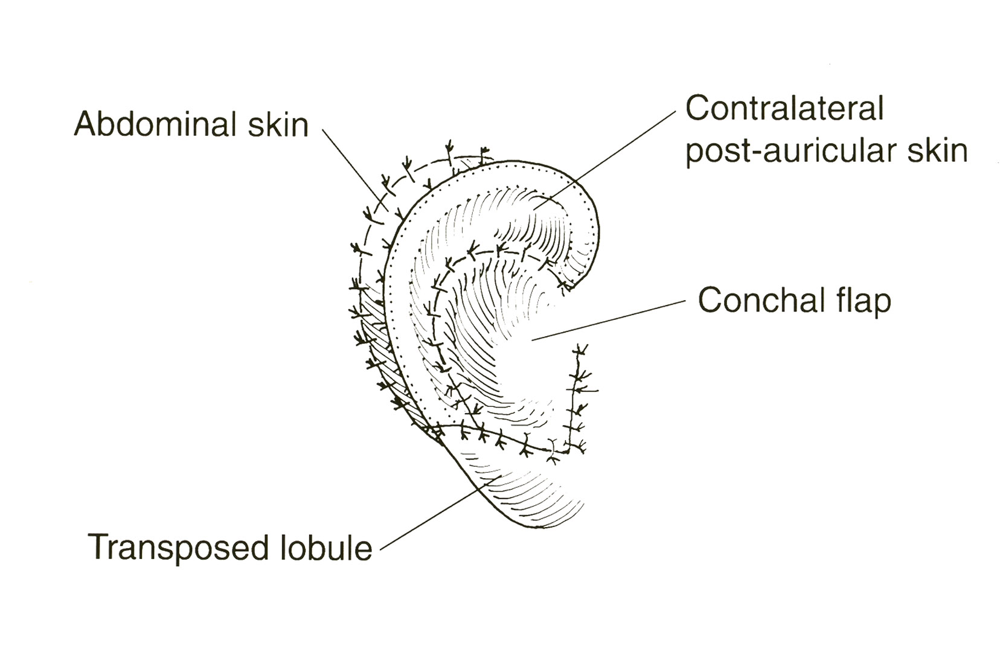 Abdominal skin
Contralateral
post-auricular skin
Conchal flap
Transposed lobule